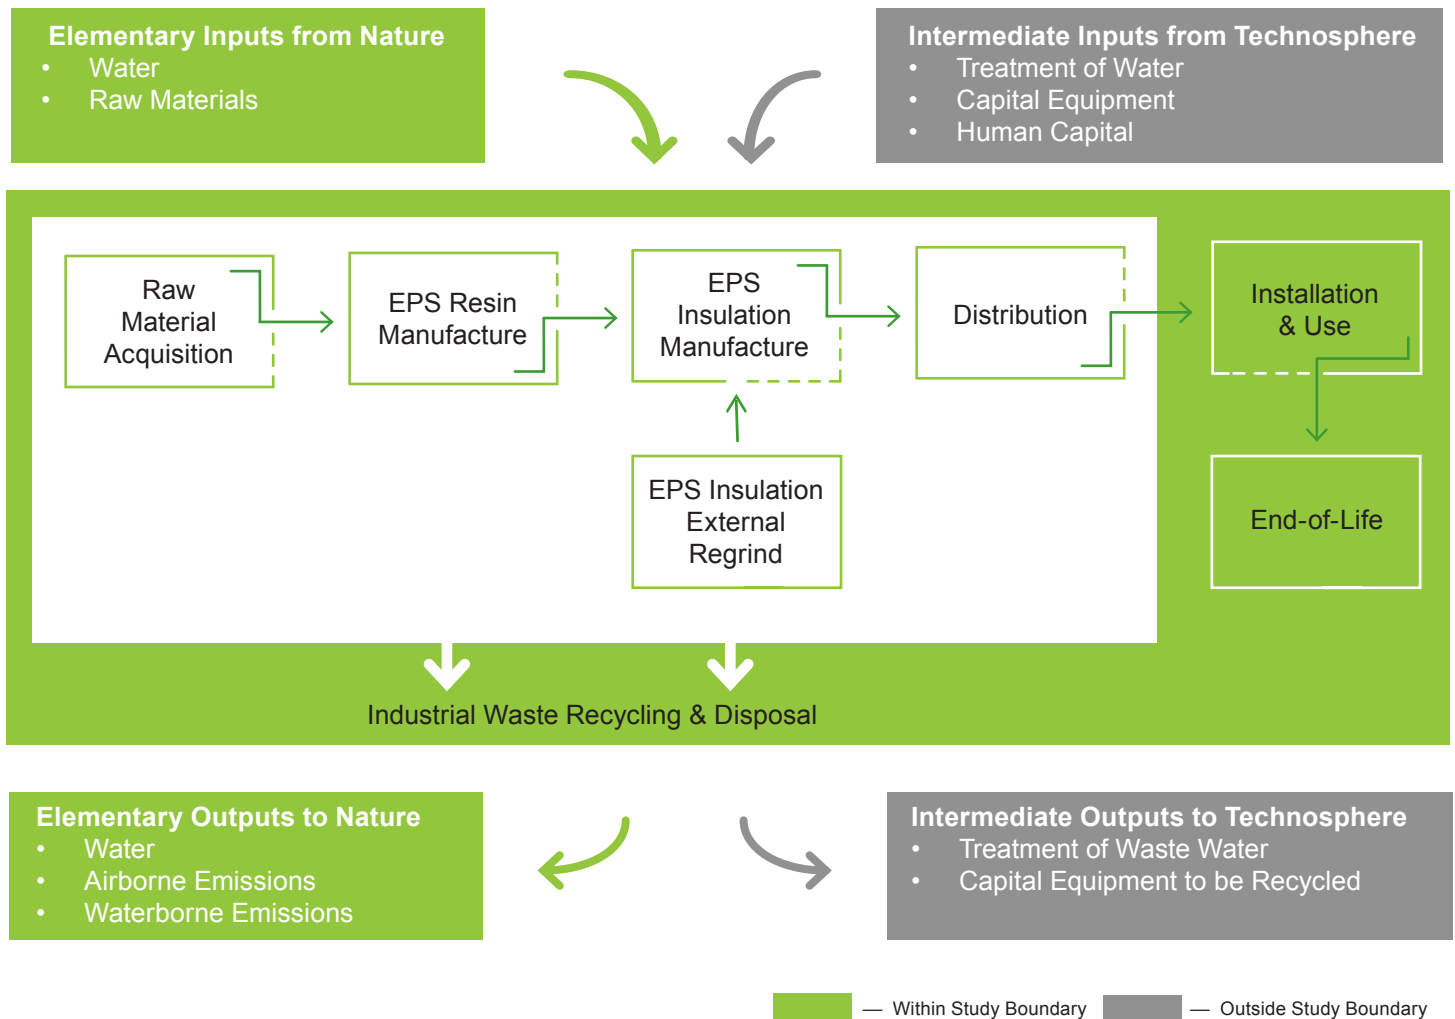 Elementary Inputs from Nature
• Water
• Raw Materials
Intermediate Inputs from Technosphere
• Treatment of Water
• Capital Equipment
• Human Capital
Raw
Material
Acquisition
EPS Resin
Manufacture
EPS
Insulation
Manufacture
Distribution
Installation
& Use
EPS Insulation
External
Regrind
End-of-Life
Industrial Waste Recycling & Disposal
Elementary Outputs to Nature
• Water
• Airborne Emissions
• Waterborne Emissions
Intermediate Outputs to Technosphere
• Treatment of Waste Water
• Capital Equipment to be Recycled
— Within Study Boundary
— Outside Study Boundary